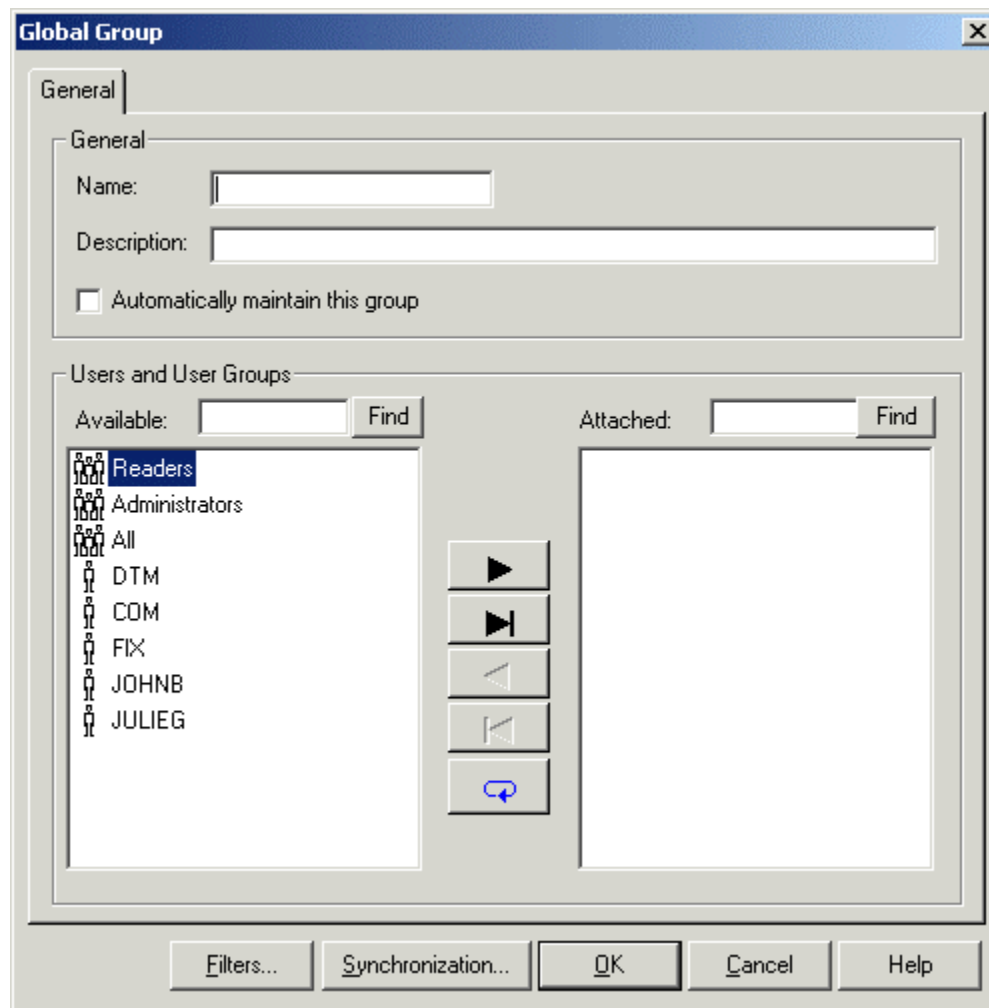 Global Group
General
General
Name:
Description:
Automatically maintain this group
Users and User Groups
Available: Find Attached: Find
Readers
Administrators
All
DTM
COM
FIX
JOHNB
JULIEG
Filters... Synchronization... OK Cancel Help